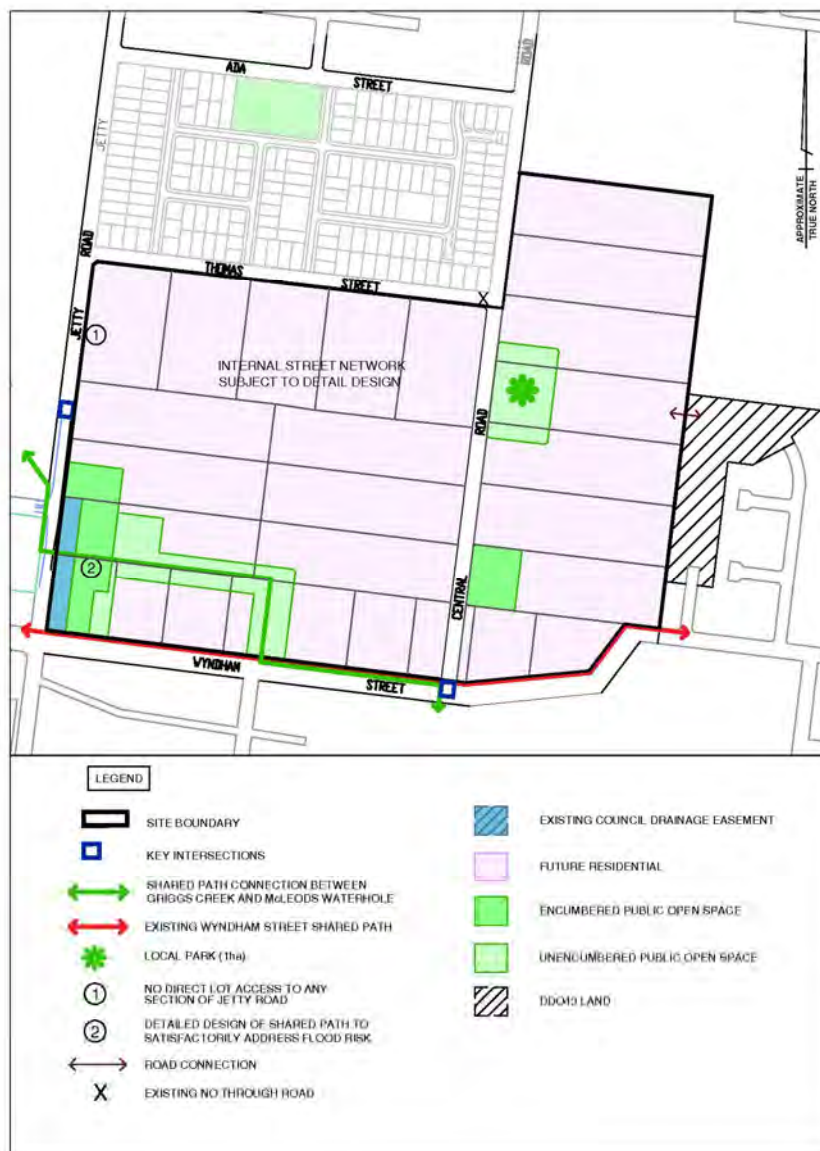 ROAD
ADA
STREET
JETTY
APPROXIMATE
TRUE NORTH
ROAD
THOMAS
STREET
X
JETTY
1
INTERNAL STREET NETWORK
SUBJECT TO DETAIL DESIGN
ROAD
2
CENTRAL
WYNDHAM
STREET
LEGEND
SITE BOUNDARY
KEY INTERSECTIONS
SHARED PATH CONNECTION BETWEEN
GRIGGS CREEK AND McLEODS WATERHOLE
EXISTING WYNDHAM STREET SHARED PATH
LOCAL PARK (1ha)
1 NO DIRECT LOT ACCESS TO ANY
SECTION OF JETTY ROAD
2 DETAILED DESIGN OF SHARED PATH TO
SATISFACTORILY ADDRESS FLOOD RISK.
ROAD CONNECTION
X EXISTING NO THROUGH ROAD
EXISTING COUNCIL DRAINAGE EASEMENT
FUTURE RESIDENTIAL
ENCUMBERED PUBLIC OPEN SPACE
UNENCUMBERED PUBLIC OPEN SPACE
DDO43 LAND